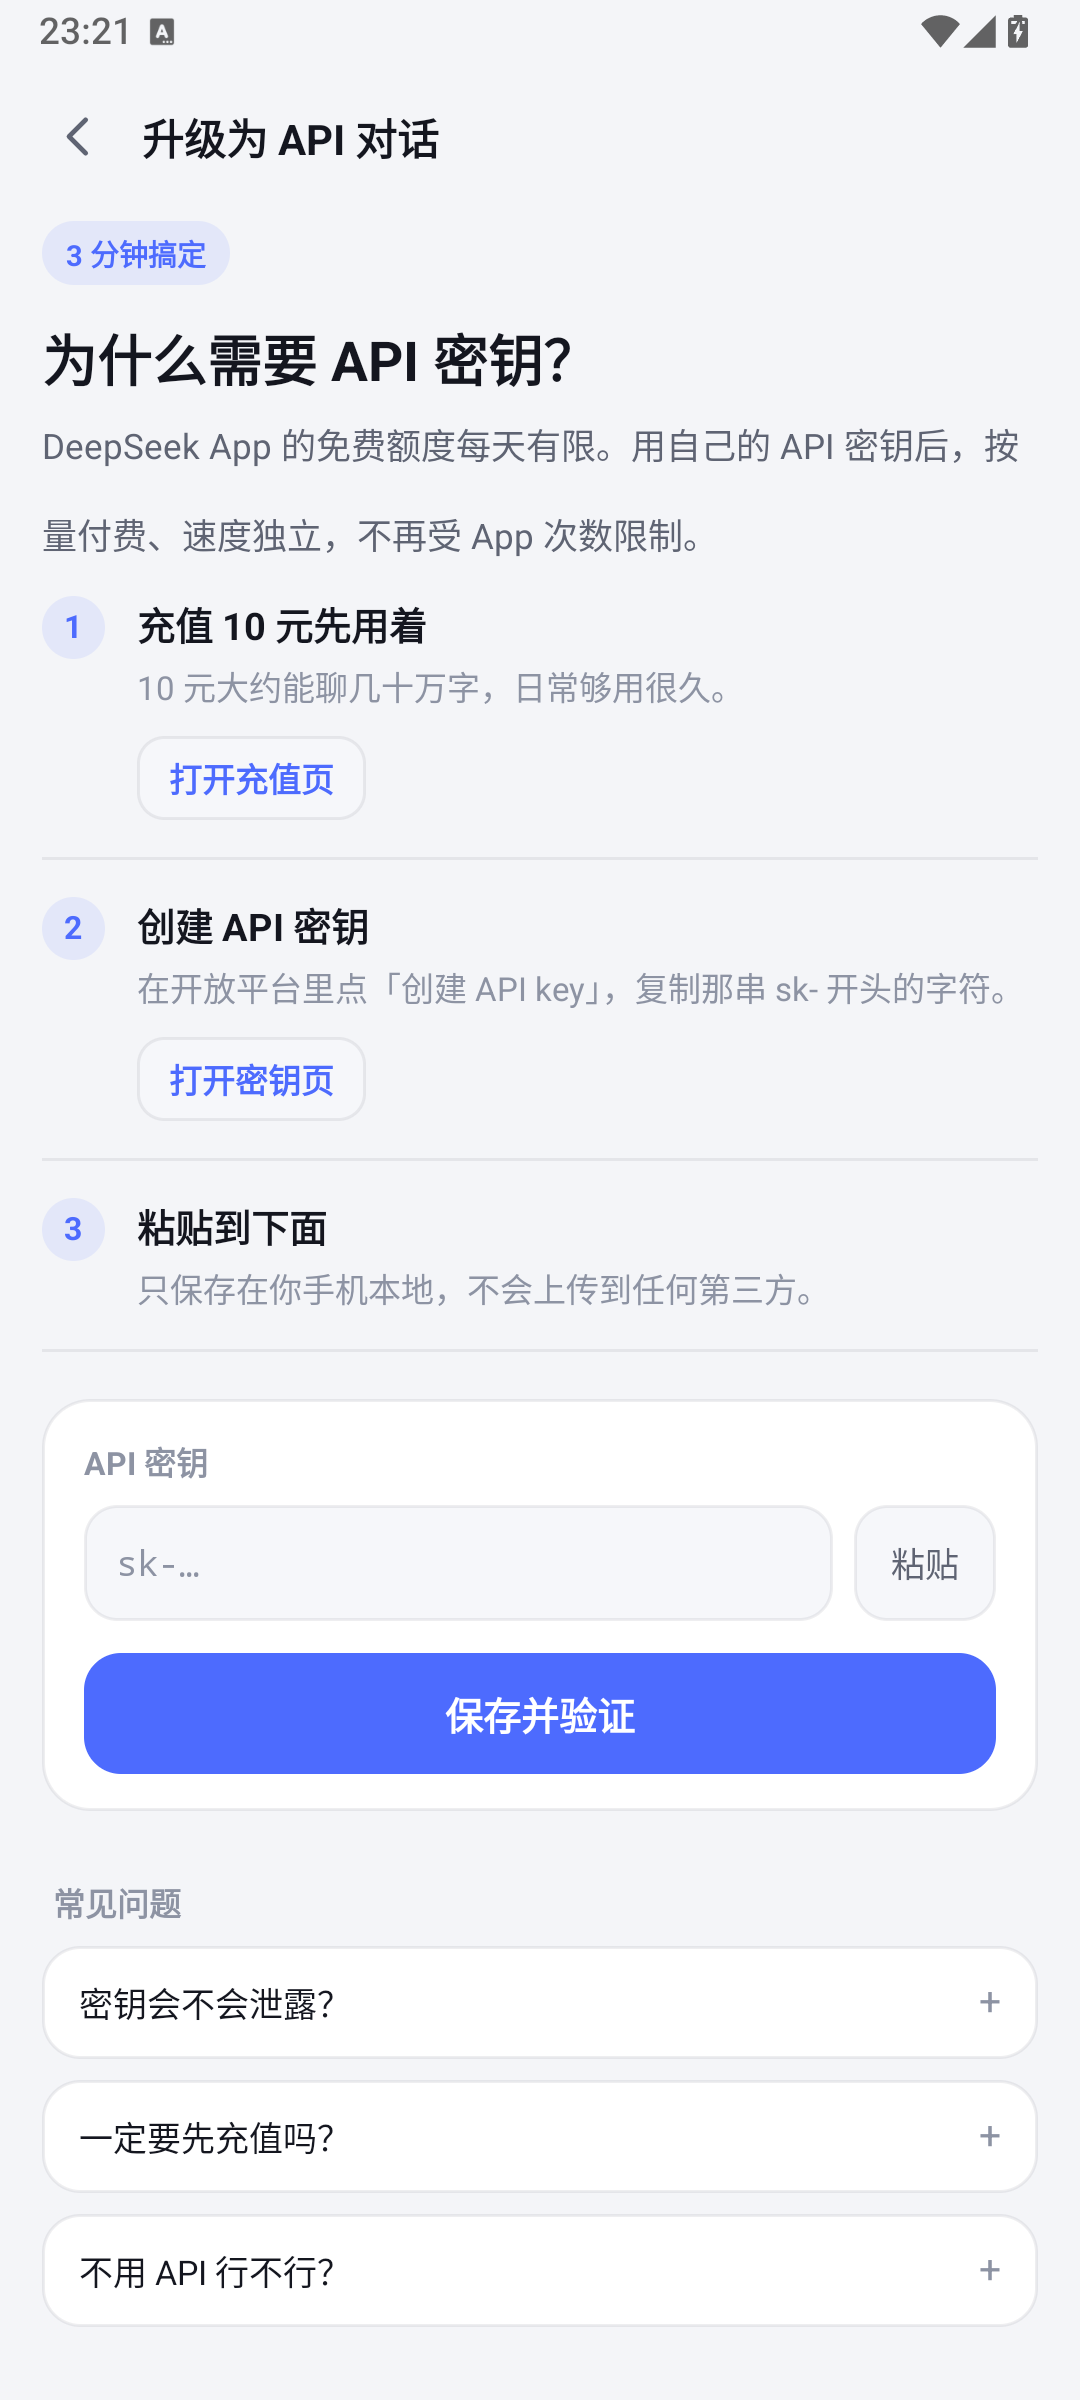 23:21
升级为 API 对话
3 分钟搞定
为什么需要 API 密钥？
DeepSeek App 的免费额度每天有限。用自己的 API 密钥后，按
量付费、速度独立，不再受 App 次数限制。
1
充值 10 元先用着
10 元大约能聊几十万字，日常够用很久。
打开充值页
2
创建 API 密钥
在开放平台里点「创建 API key」，复制那串 sk- 开头的字符。
打开密钥页
3
粘贴到下面
只保存在你手机本地，不会上传到任何第三方。
API 密钥
sk-…
粘贴
保存并验证
常见问题
密钥会不会泄露？
+
一定要先充值吗？
+
不用 API 行不行？
+